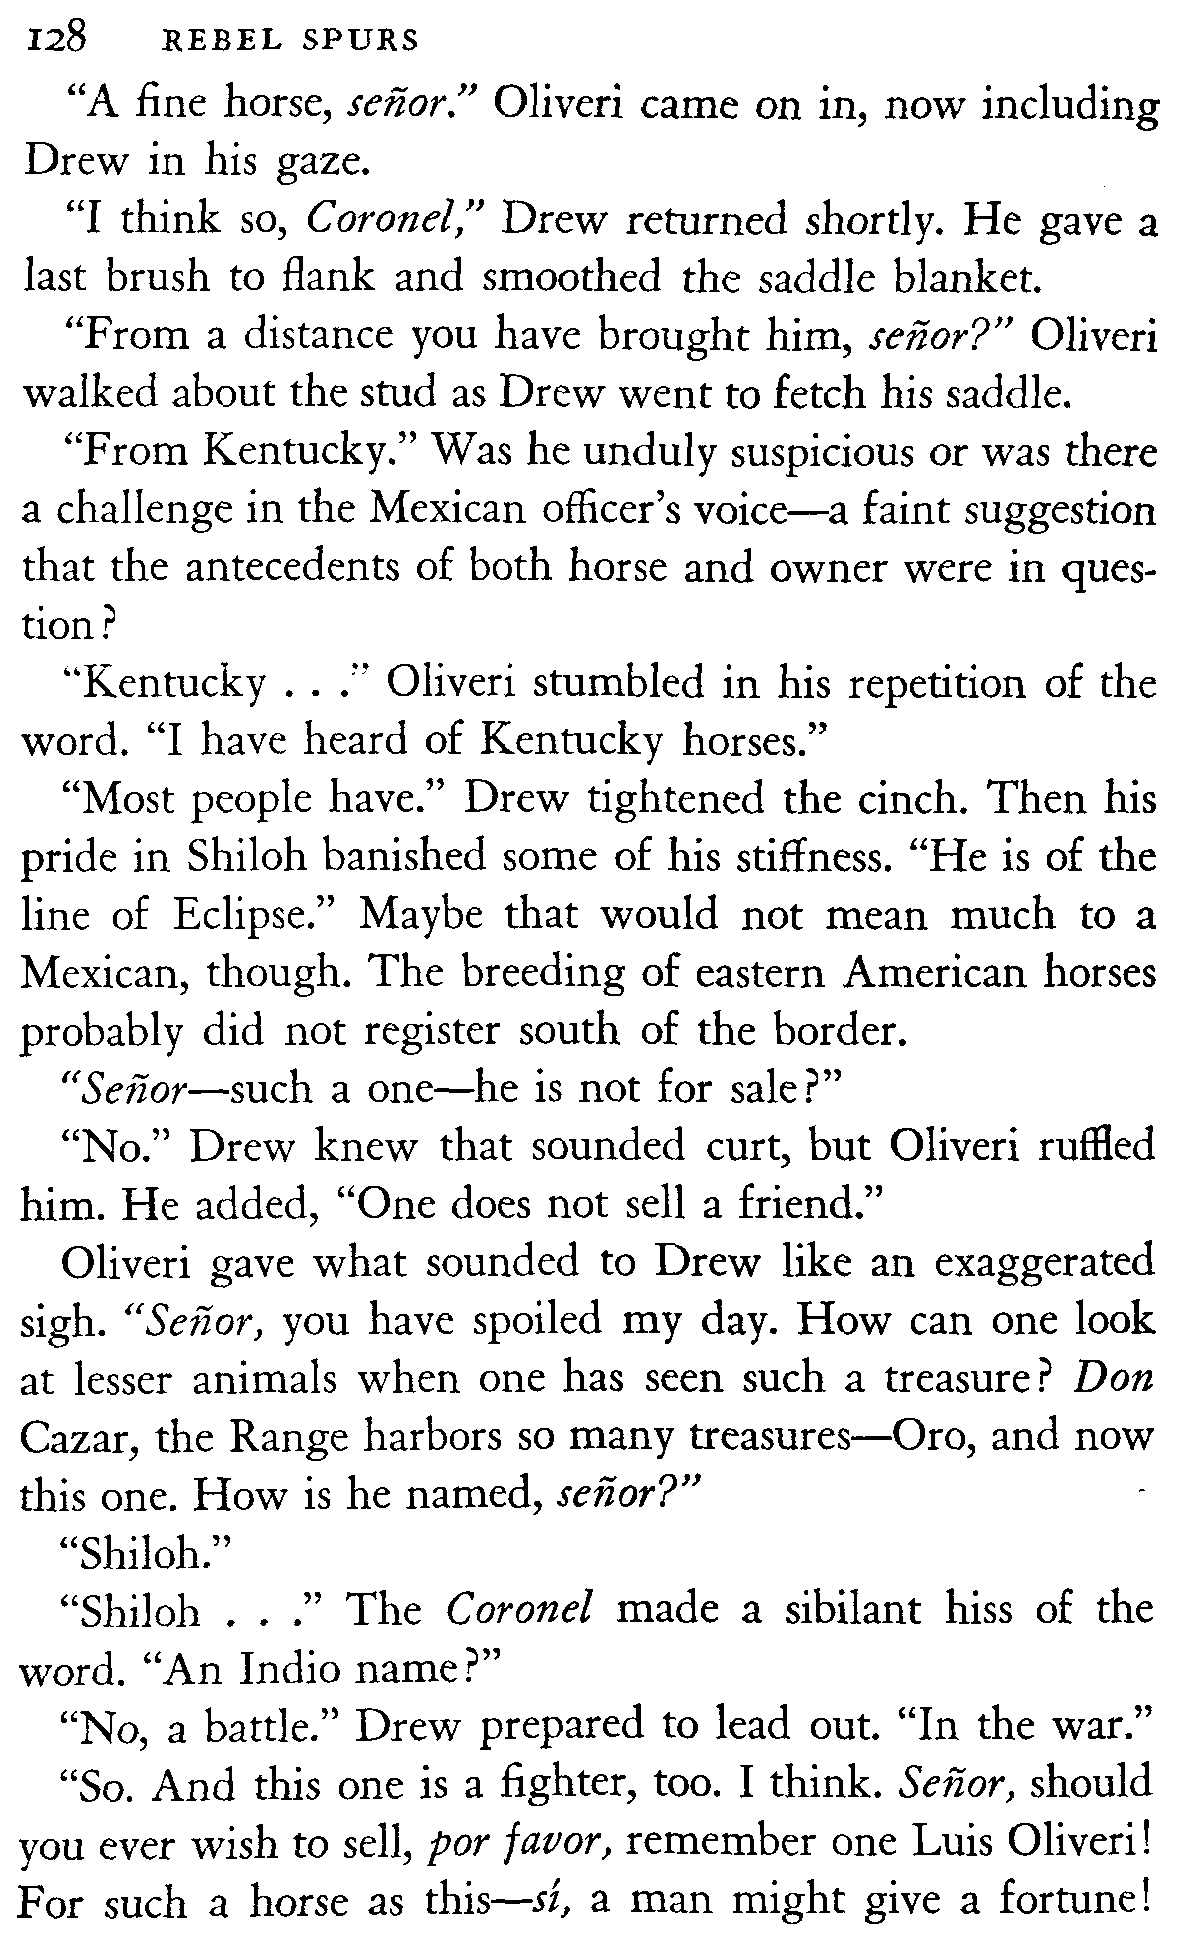 128 REBEL SPURS
“A fine horse, señor.” Oliveri came on in, now including
Drew in his gaze.
“I think so, Coronel,” Drew returned shortly. He gave a
last brush to flank and smoothed the saddle blanket.
“From a distance you have brought him, señor?” Oliveri
walked about the stud as Drew went to fetch his saddle.
“From Kentucky.” Was he unduly suspicious or was there
a challenge in the Mexican officer’s voice—a faint suggestion
that the antecedents of both horse and owner were in ques-
tion?
“Kentucky . . .” Oliveri stumbled in his repetition of the
word. “I have heard of Kentucky horses.”
“Most people have.” Drew tightened the cinch. Then his
pride in Shiloh banished some of his stiffness. “He is of the
line of Eclipse.” Maybe that would not mean much to a
Mexican, though. The breeding of eastern American horses
probably did not register south of the border.
“Señor—such a one—he is not for sale?”
“No.” Drew knew that sounded curt, but Oliveri ruffled
him. He added, “One does not sell a friend.”
Oliveri gave what sounded to Drew like an exaggerated
sigh. “Señor, you have spoiled my day. How can one look
at lesser animals when one has seen such a treasure? Don
Cazar, the Range harbors so many treasures—Oro, and now
this one. How is he named, señor?”
“Shiloh.”
“Shiloh . . .” The Coronel made a sibilant hiss of the
word. “An Indio name?”
“No, a battle.” Drew prepared to lead out. “In the war.”
“So. And this one is a fighter, too. I think. Señor, should
you ever wish to sell, por favor, remember one Luis Oliveri!
For such a horse as this—sí, a man might give a fortune!